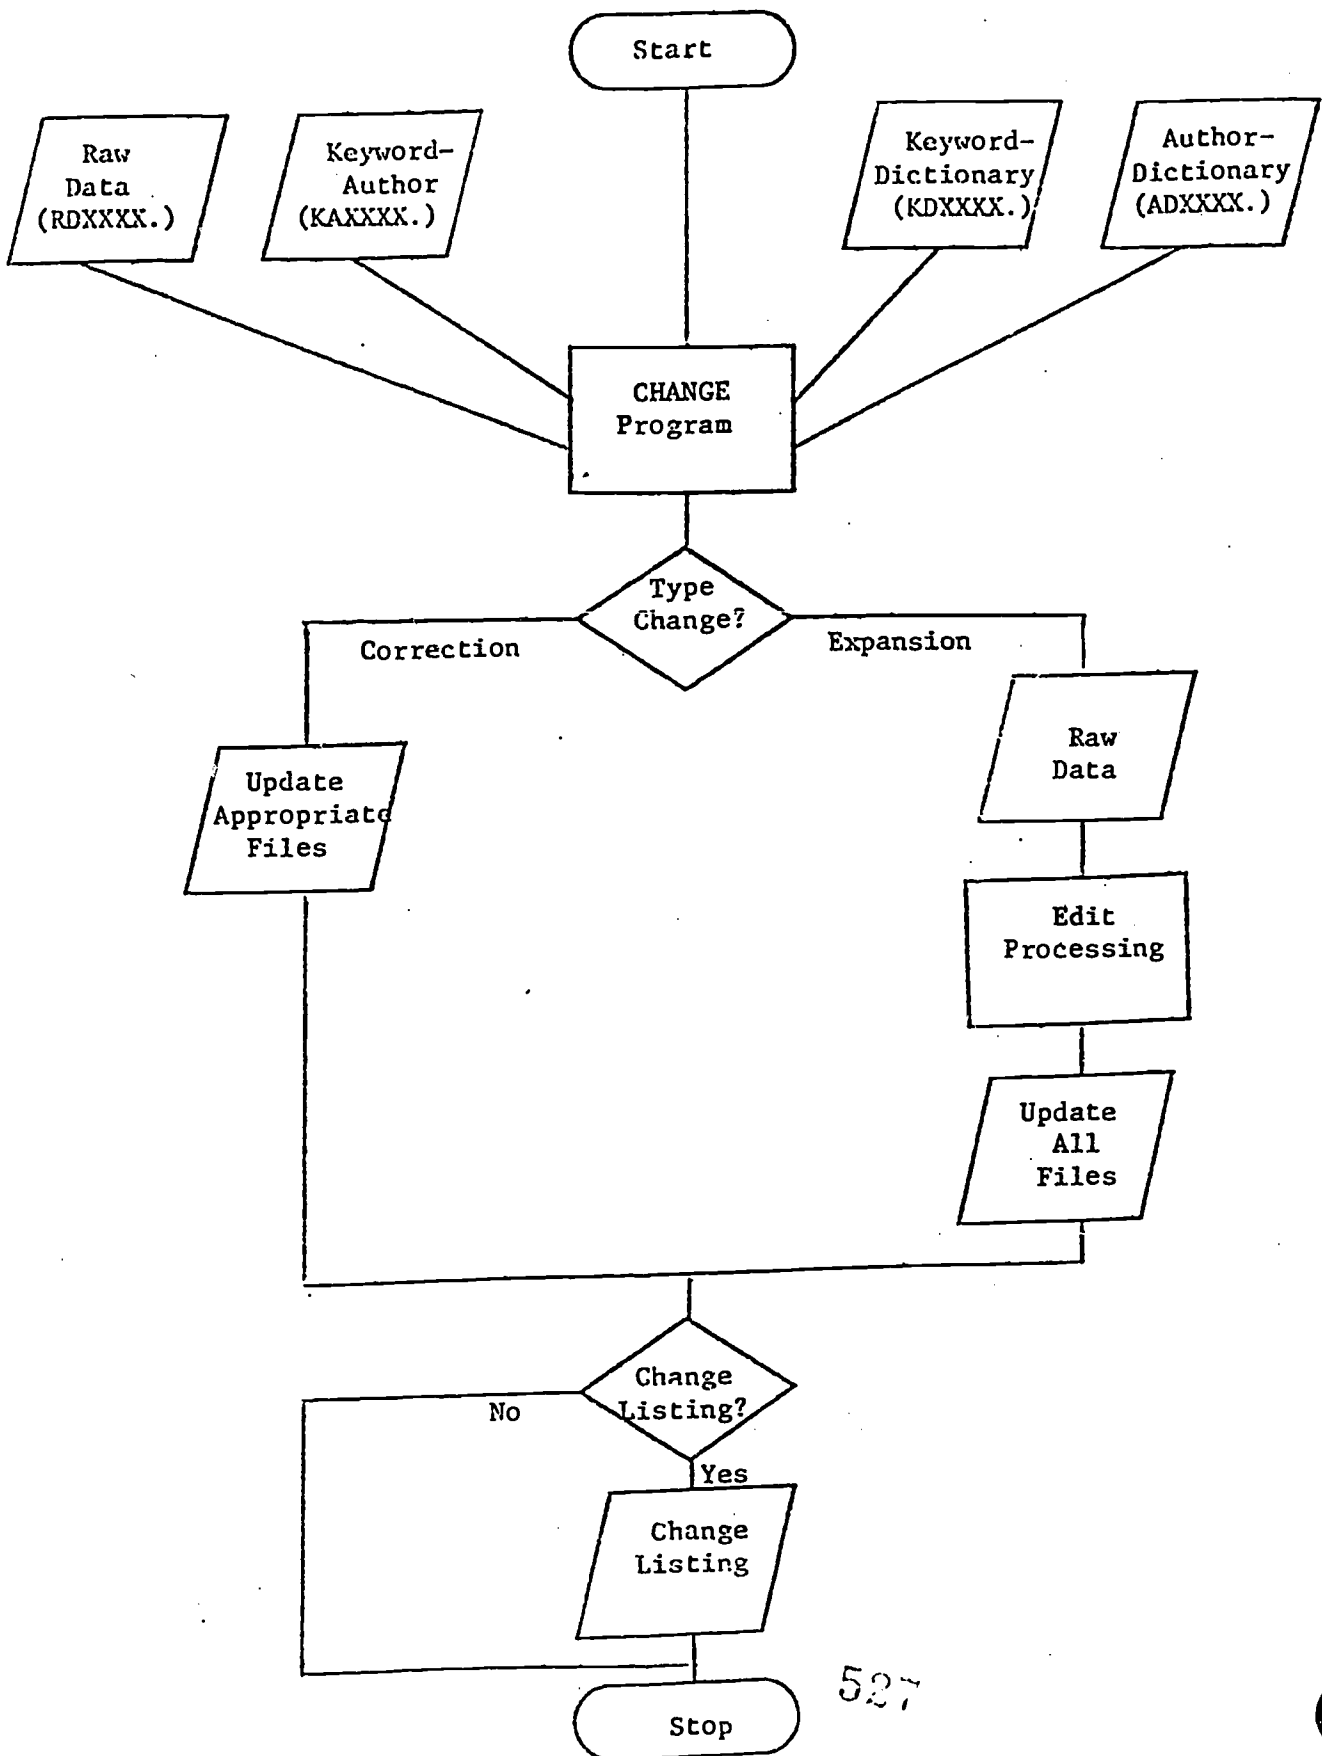 Start
Raw
Data
(RDXXXX.)
Keyword-
Author
(KAXXXX.)
Keyword-
Dictionary
(KDXXXX.)
Author-
Dictionary
(ADXXXX.)
CHANGE
Program
Type
Change?
Correction
Expansion
Update
Appropriate
Files
Raw
Data
Edit
Processing
Update
All
Files
Change
Listing?
No
Yes
Change
Listing
527
Stop